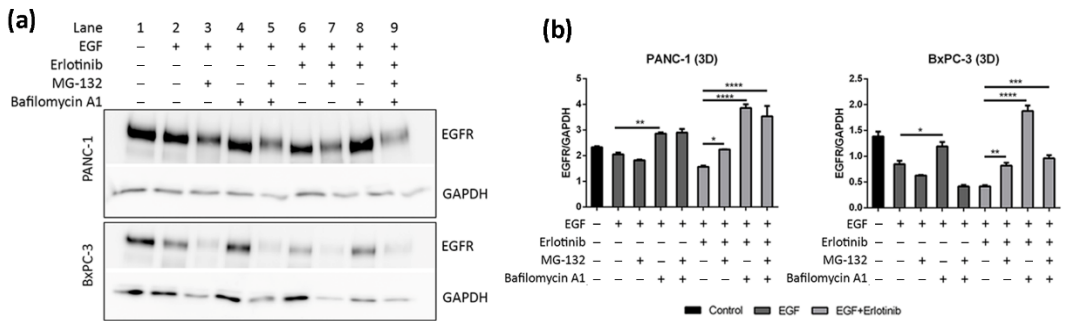 (a)
Lane 1 2 3 4 5 6 7 8 9
EGF – + + + + + + + +
Erlotinib – – – – – + + + +
MG-132 – – + – + – + – +
Bafilomycin A1 – – – + + – – + +
PANC-1
EGFR
GAPDH
BxPC-3
EGFR
GAPDH
(b)
PANC-1 (3D)
EGFR/GAPDH
5
4
3
2
1
0
**
*
****
****
EGF – + + + + + + + +
Erlotinib – – – – – + + + +
MG-132 – – + – + – + – +
Bafilomycin A1 – – – + + – – + +
BxPC-3 (3D)
EGFR/GAPDH
2.5
2.0
1.5
1.0
0.5
0.0
*
**
****
***
EGF – + + + + + + + +
Erlotinib – – – – – + + + +
MG-132 – – + – + – + – +
Bafilomycin A1 – – – + + – – + +
Control EGF EGF+Erlotinib